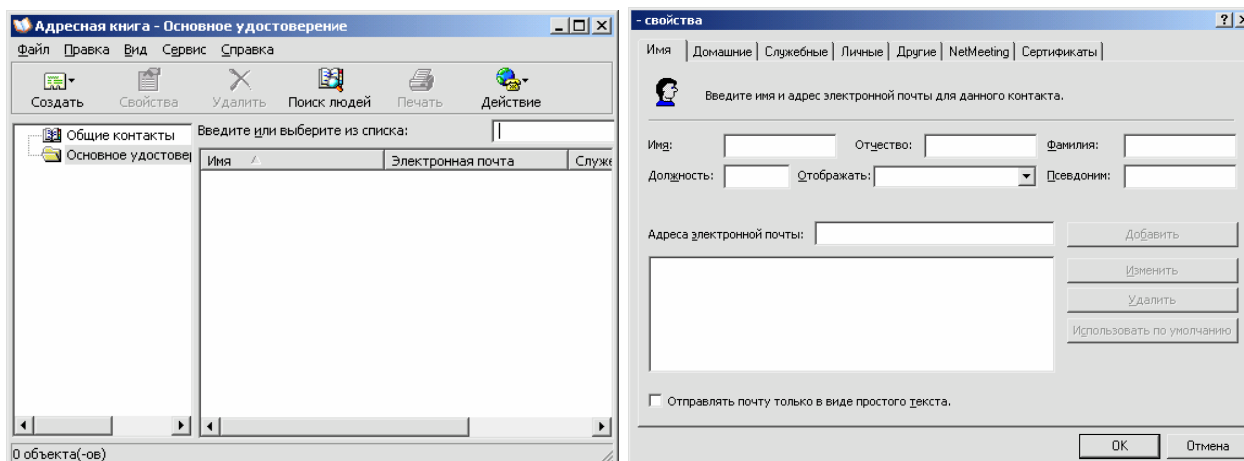 Адресная книга - Основное удостоверение
Файл Правка Вид Сервис Справка
Создать Свойства Удалить Поиск людей Печать Действие
Общие контакты
Основное удостовер
Введите или выберите из списка:
Имя Электронная почта Служе
0 объекта(-ов)
- свойства
Имя Домашние Служебные Личные Другие NetMeeting Сертификаты
Введите имя и адрес электронной почты для данного контакта.
Имя: Отчество: Фамилия:
Должность: Отображать: Псевдоним:
Адреса электронной почты: Добавить
Изменить
Удалить
Использовать по умолчанию
Отправлять почту только в виде простого текста.
OK Отмена